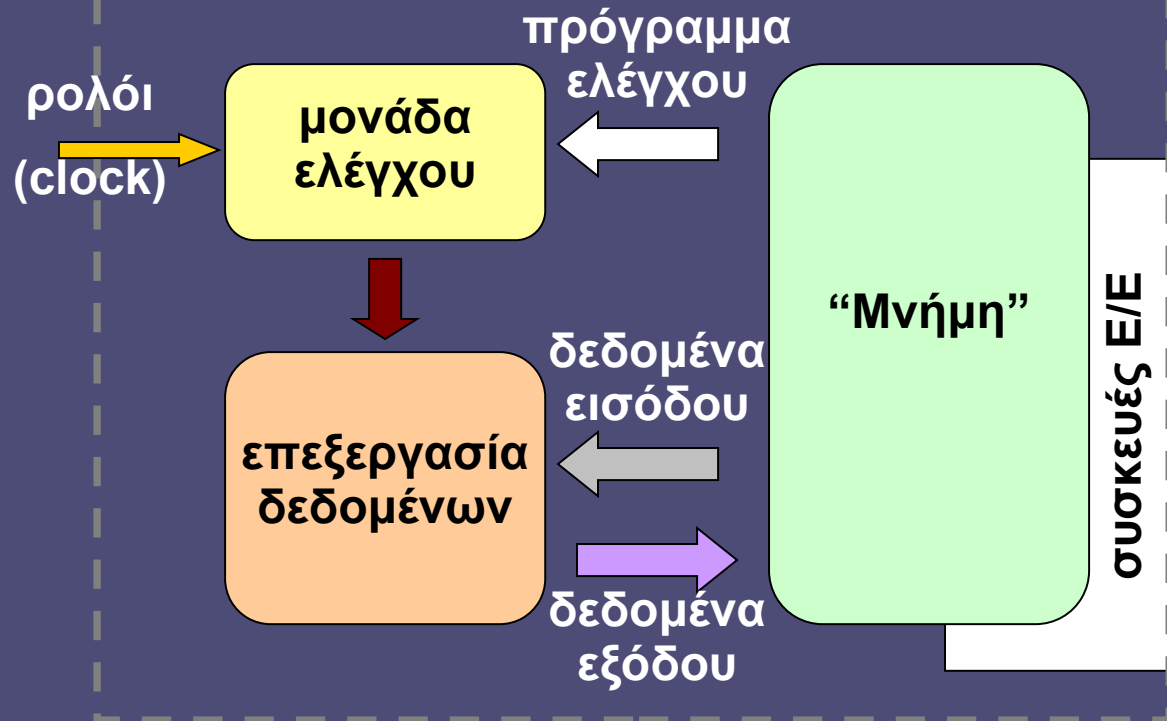 πρόγραμμα
ελέγχου
ρολόι
(clock)
μονάδα
ελέγχου
“Μνήμη”
συσκευές Ε/Ε
δεδομένα
εισόδου
επεξεργασία
δεδομένων
δεδομένα
εξόδου